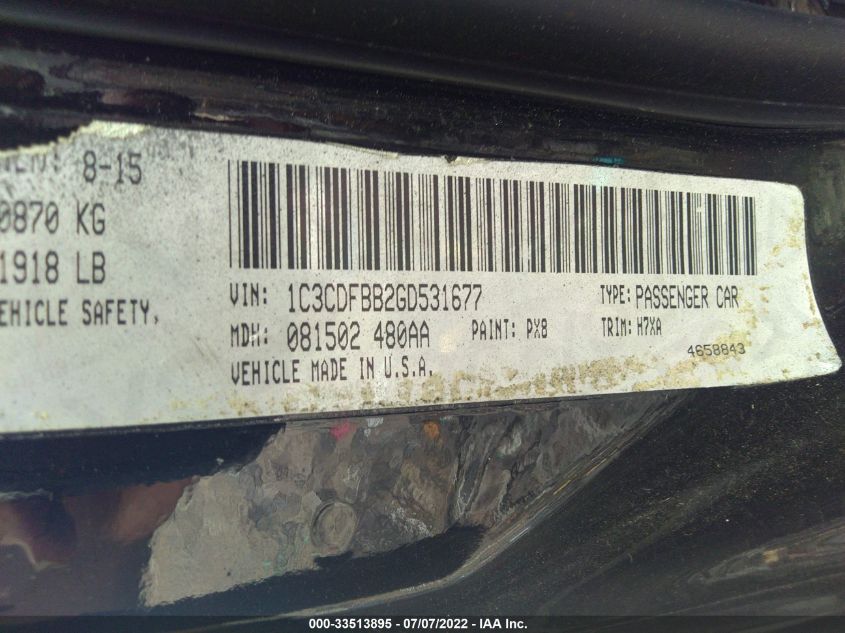 8-15
0870 KG
1918 LB
EHICLE SAFETY,
VIN: 1C3CDFBB2GD531677 TYPE: PASSENGER CAR
MDH: 081502 480AA PAINT: PX8 TRIM: H7XA
4658843
VEHICLE MADE IN U.S.A.
000-33513895 - 07/07/2022 - IAA Inc.